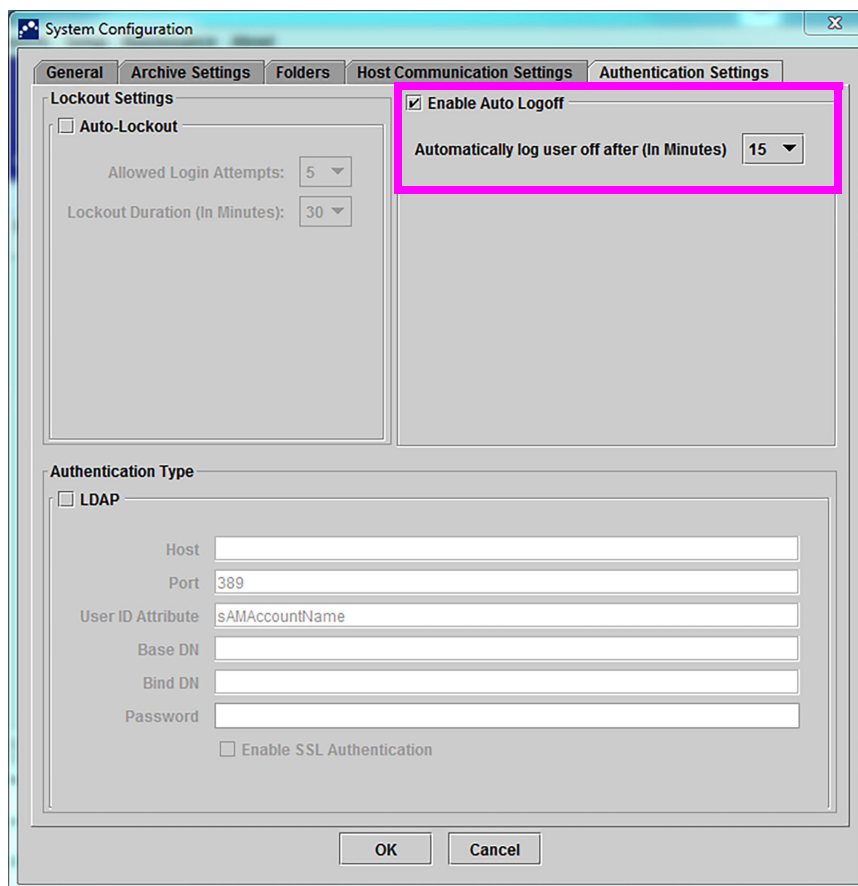 System Configuration
General Archive Settings Folders Host Communication Settings Authentication Settings
Lockout Settings
Auto-Lockout
Allowed Login Attempts: 5
Lockout Duration (In Minutes): 30
Enable Auto Logoff
Automatically log user off after (In Minutes) 15
Authentication Type
LDAP
Host
Port 389
User ID Attribute sAMAccountName
Base DN
Bind DN
Password
Enable SSL Authentication
OK Cancel